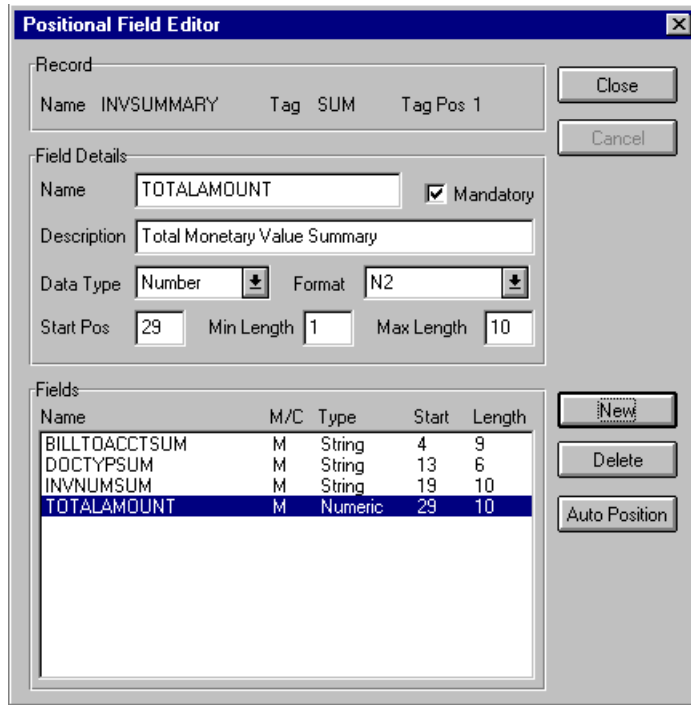 Positional Field Editor
Record
Name INVSUMMARY Tag SUM Tag Pos 1
Close
Cancel
Field Details
Name TOTALAMOUNT Mandatory
Description Total Monetary Value Summary
Data Type Number Format N2
Start Pos 29 Min Length 1 Max Length 10
Fields
Name M/C Type Start Length
BILLTOACCTSUM M String 4 9
DOCTYPSUM M String 13 6
INVNUMSUM M String 19 10
TOTALAMOUNT M Numeric 29 10
New
Delete
Auto Position